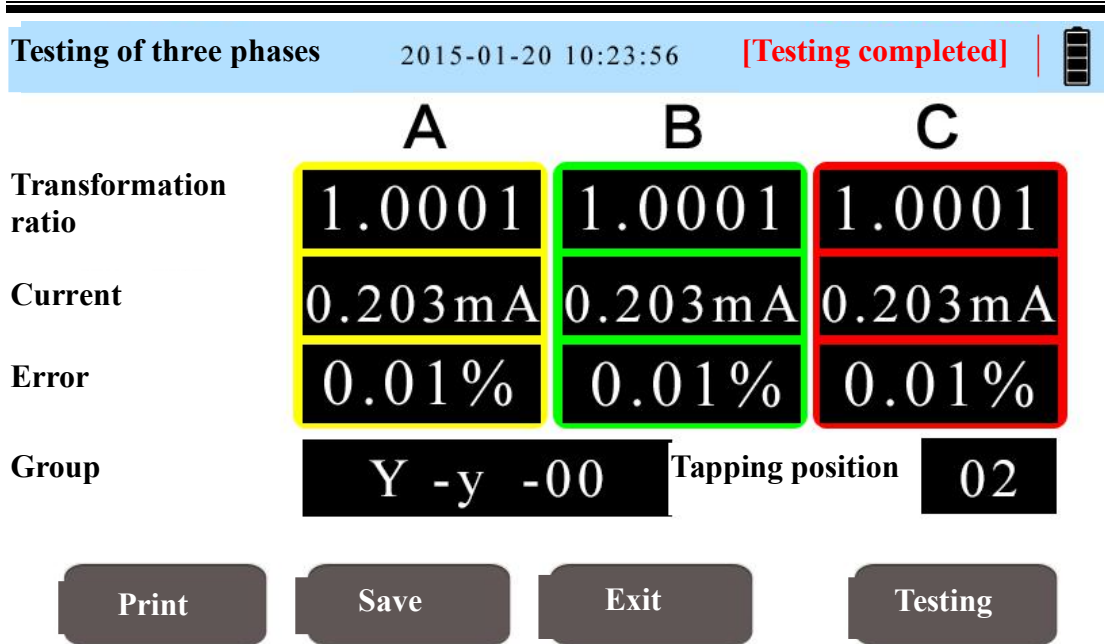 Testing of three phases 2015-01-20 10:23:56 [Testing completed]
A B C
Transformation
ratio 1.0001 1.0001 1.0001
Current 0.203mA 0.203mA 0.203mA
Error 0.01% 0.01% 0.01%
Group Y -y -00 Tapping position 02
Print Save Exit Testing